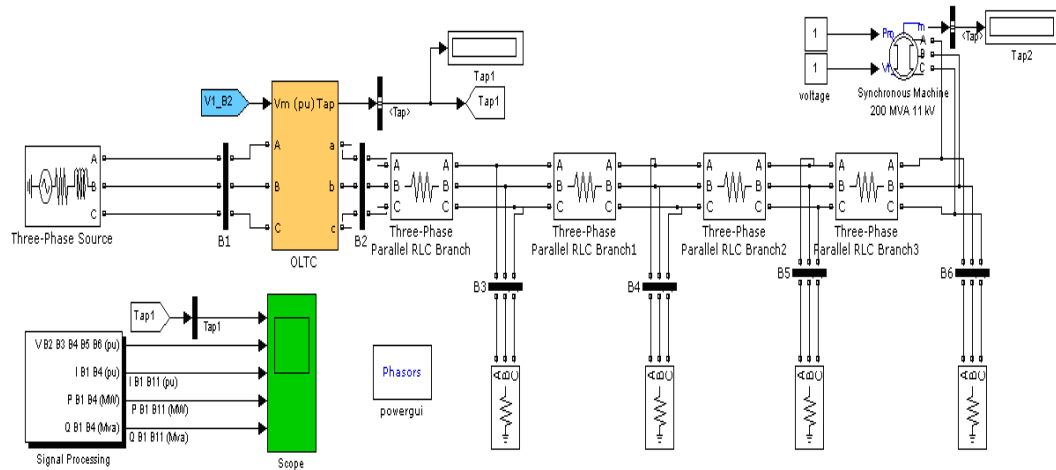 1
Pm
m
A
B
C
<Tap>
Tap2
1
Vf
voltage
Synchronous Machine
200 MVA 11 kV
Tap1
V1_B2
Vm (pu) Tap
<Tap>
Tap1
A
B
C
Three-Phase Source
B1
A
B
C
a
b
c
OLTC
B2
A A
B B
C C
Three-Phase
Parallel RLC Branch
A A
B B
C C
Three-Phase
Parallel RLC Branch1
A A
B B
C C
Three-Phase
Parallel RLC Branch2
A A
B B
C C
Three-Phase
Parallel RLC Branch3
B3
B4
B5
B6
A B C
A B C
A B C
A B C
Tap1
Tap1
V B2 B3 B4 B5 B6 (pu)
I B1 B4 (pu)
I B1 B11 (pu)
P B1 B4 (MW)
P B1 B11 (MW)
Q B1 B4 (Mva)
Q B1 B11 (Mva)
Signal Processing
Scope
Phasors
powergui